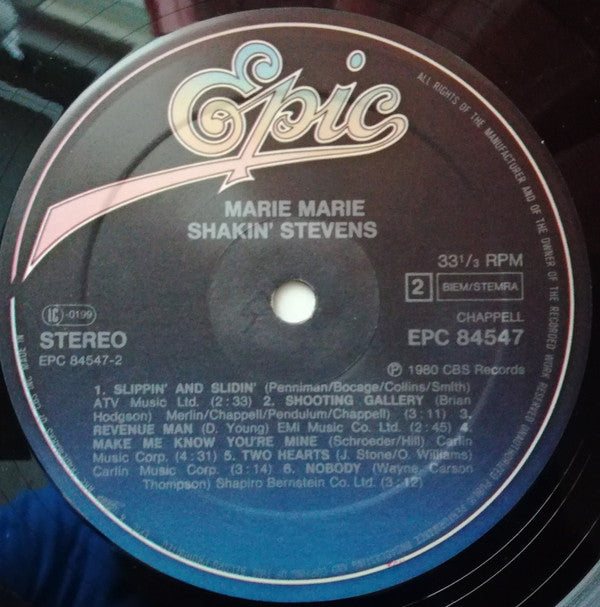 Epic
MARIE MARIE
SHAKIN' STEVENS
33 1/3 RPM
2 BIEM/STEMRA
CHAPPELL
EPC 84547
℗ 1980 CBS Records
IC -0199
STEREO
EPC 84547-2
1. SLIPPIN' AND SLIDIN' (Penniman/Bocage/Collins/Smith)
ATV Music Ltd. (2:33) 2. SHOOTING GALLERY (Brian
Hodgson) Merlin/Chappell/Pendulum/Chappell) (3:11) 3.
REVENUE MAN (D. Young) EMI Music Co. Ltd. (2:45) 4.
MAKE ME KNOW YOU'RE MINE (Schroeder/Hill) Carlin
Music Corp. (4:31) 5. TWO HEARTS (J. Stone/O. Williams)
Carlin Music Corp. (3:14) 6. NOBODY (Wayne Carson
Thompson) Shapiro Bernstein Co. Ltd. (3:12)
ALL RIGHTS OF THE MANUFACTURER AND OF THE OWNER OF THE RECORDED WORK RESERVED